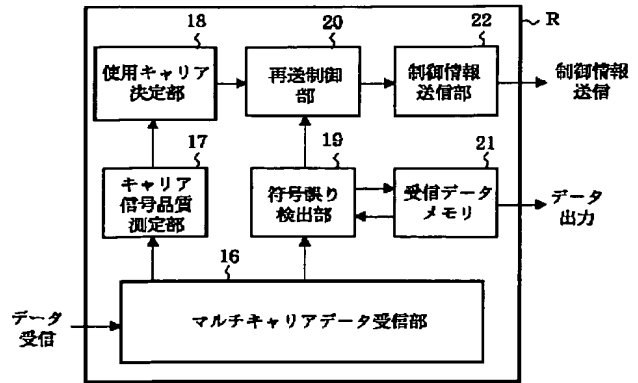 R
18
使用キャリア
決定部
20
再送制御
部
22
制御情報
送信部
制御情報
送信
17
キャリア
信号品質
測定部
19
符号誤り
検出部
21
受信データ
メモリ
データ
出力
16
マルチキャリアデータ受信部
データ
受信